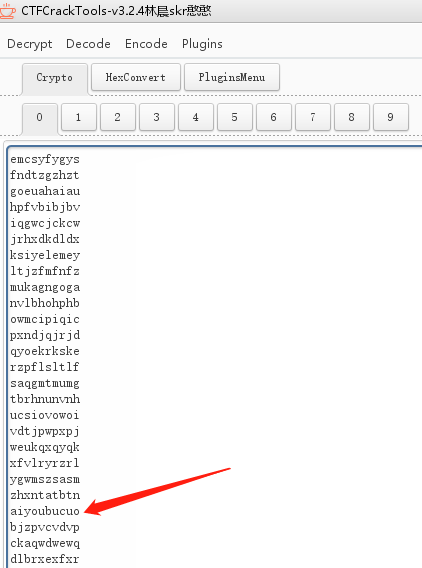 CTFCrackTools-v3.2.4林晨skr憨憨
Decrypt Decode Encode Plugins
Crypto HexConvert PluginsMenu
0 1 2 3 4 5 6 7 8 9
emcsyfygys
fndtzgzhzt
goeuahaiau
hpfvbibjbv
iqgwcjckcw
jrhxdkdldx
ksiyelemey
ltjzfmfnfz
mukagngoga
nvlbhohphb
owmcipiqic
pxndjqjrjd
qyoekrkske
rzpflsltlf
saqgmtmumg
tbrhnunvnh
ucsiovowoi
vdtjpwpxpj
weukqxqyqk
xfvlryrzrl
ygwmszsasm
zhxntatbtn
aiyoubucuo
bjzpvcvdvp
ckaqwdwewq
dlbrxexfxr